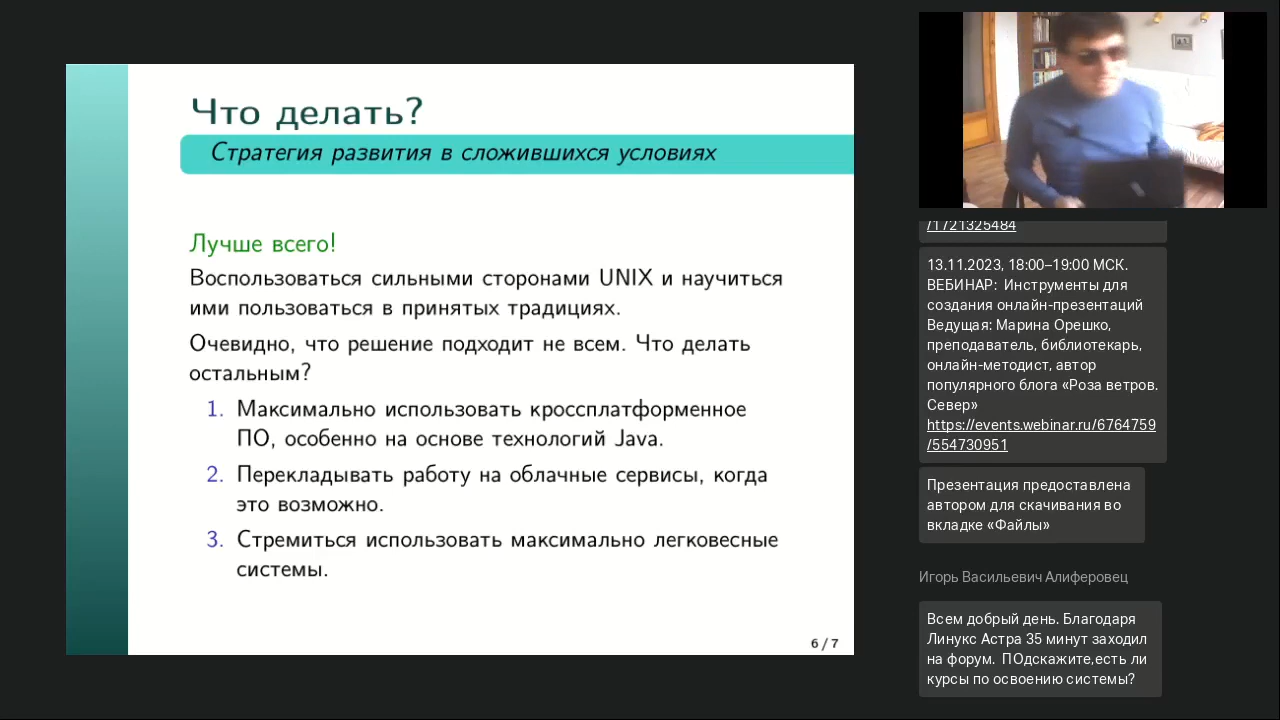 Что делать?
Стратегия развития в сложившихся условиях
Лучше всего!
Воспользоваться сильными сторонами UNIX и научиться
ими пользоваться в принятых традициях.
Очевидно, что решение подходит не всем. Что делать
остальным?
1. Максимально использовать кроссплатформенное
ПО, особенно на основе технологий Java.
2. Перекладывать работу на облачные сервисы, когда
это возможно.
3. Стремиться использовать максимально легковесные
системы.
6 / 7
/1721325484
13.11.2023, 18:00–19:00 МСК.
ВЕБИНАР: Инструменты для
создания онлайн-презентаций
Ведущая: Марина Орешко,
преподаватель, библиотекарь,
онлайн-методист, автор
популярного блога «Роза ветров.
Север»
https://events.webinar.ru/6764759
/554730951
Презентация предоставлена
автором для скачивания во
вкладке «Файлы»
Игорь Васильевич Алиферовец
Всем добрый день. Благодаря
Линукс Астра 35 минут заходил
на форум. ПОдскажите,есть ли
курсы по освоению системы?